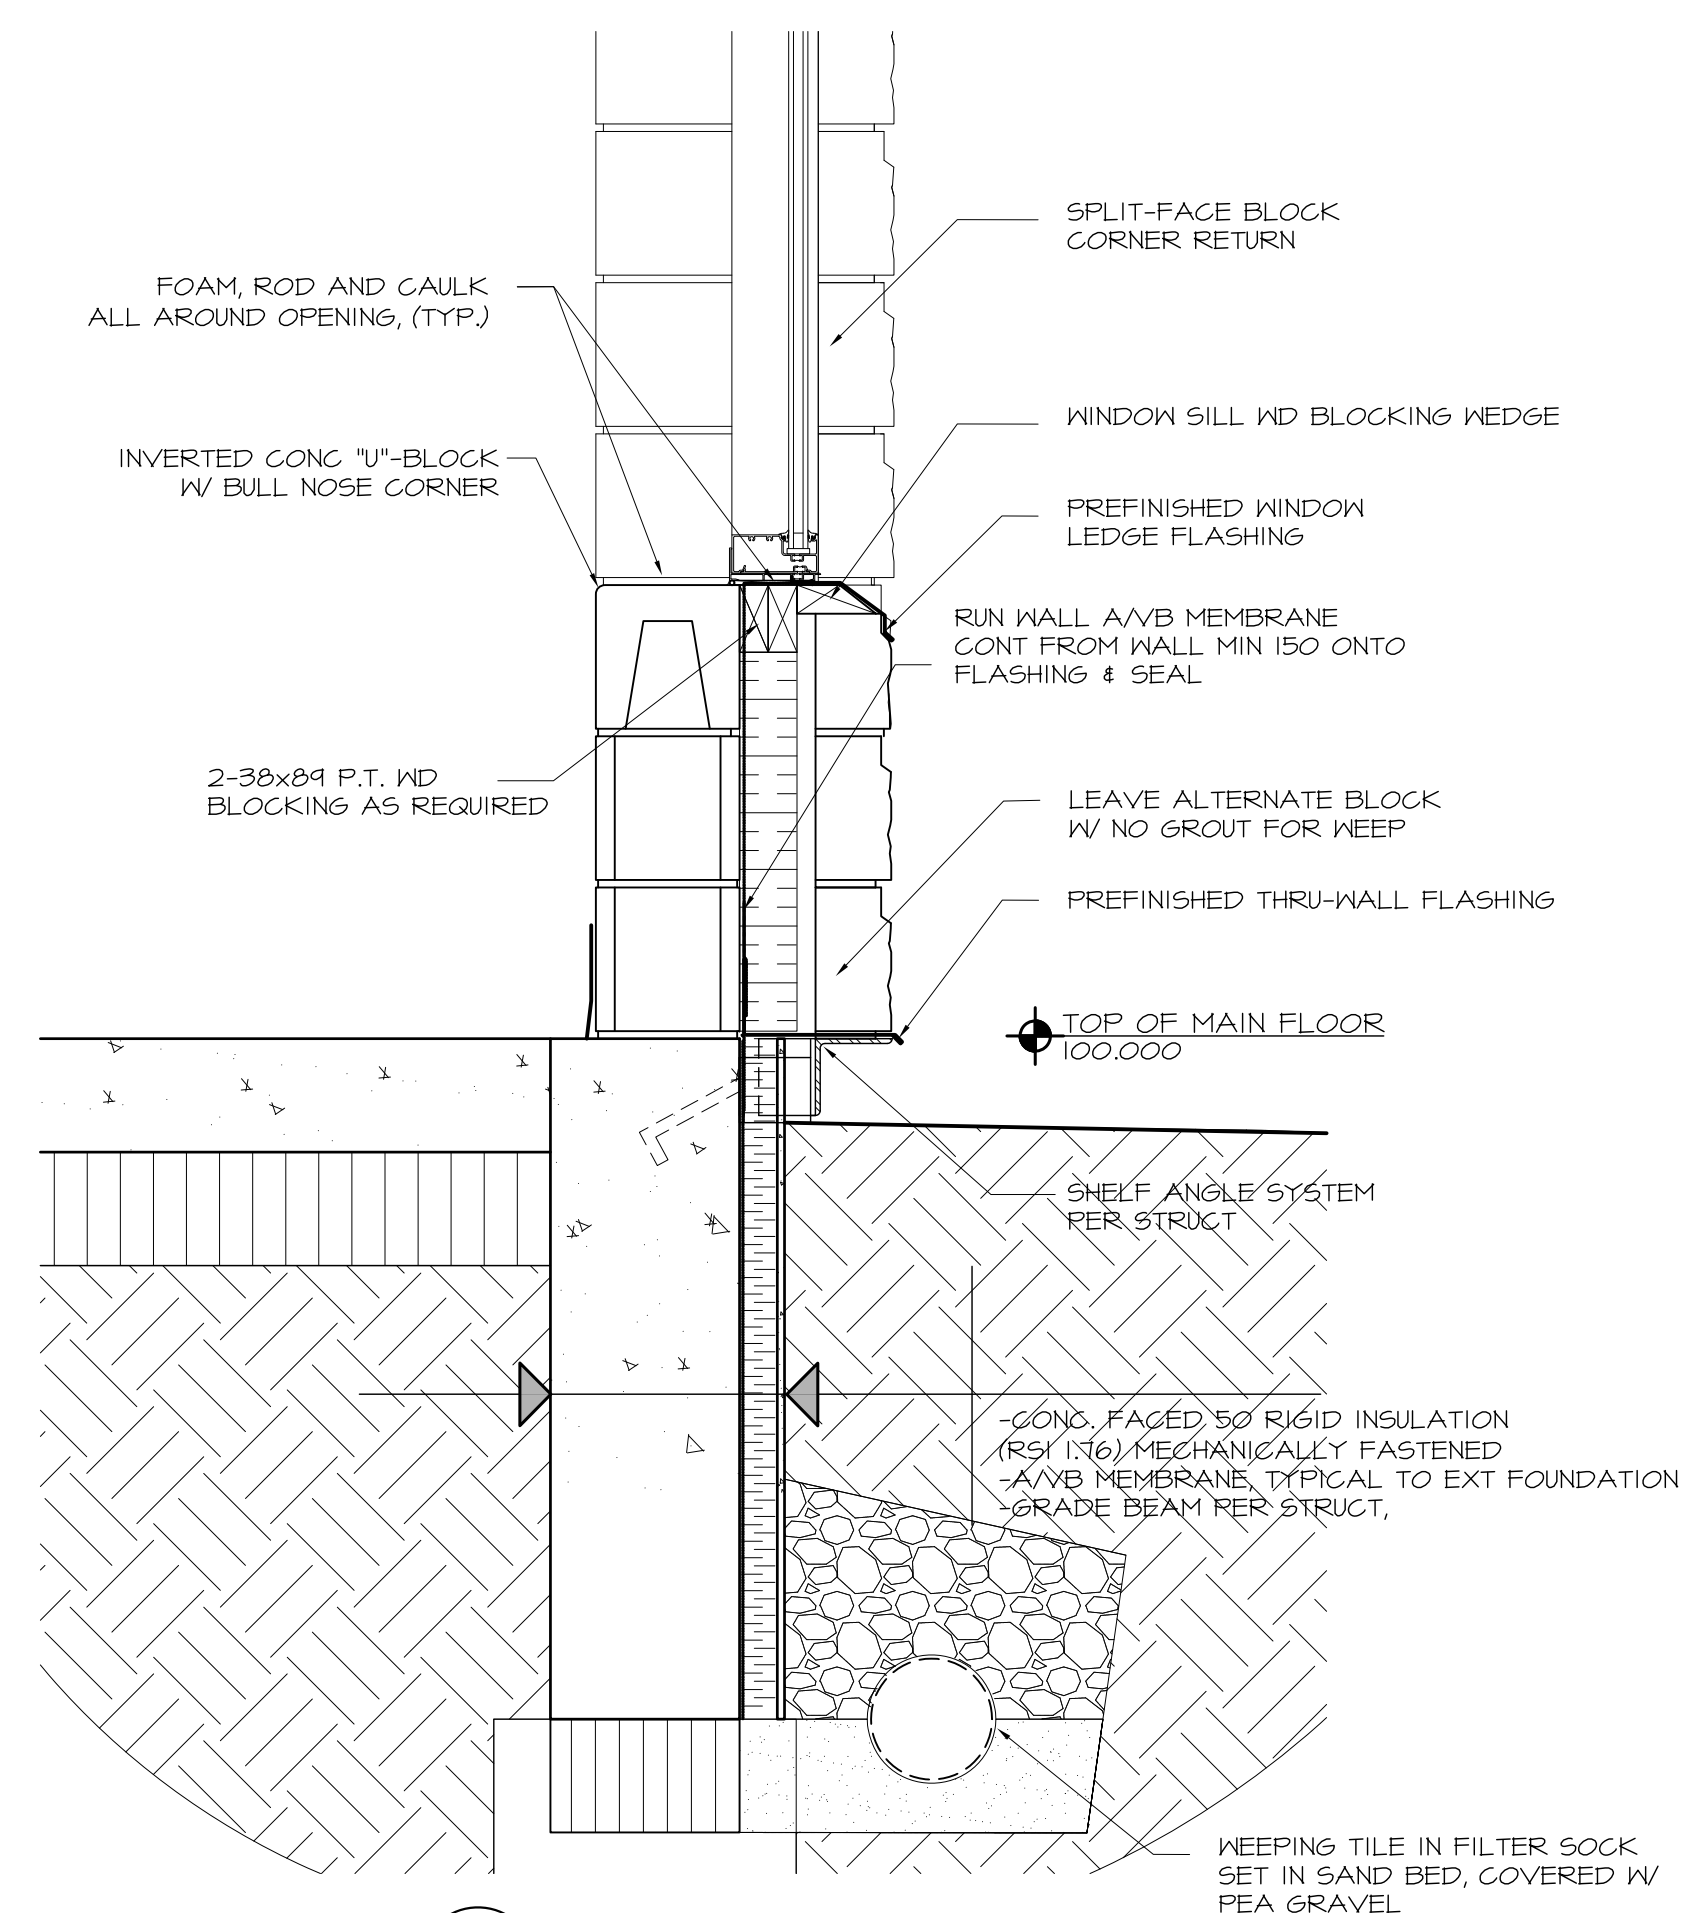 SPLIT-FACE BLOCK
CORNER RETURN
FOAM, ROD AND CAULK
ALL AROUND OPENING, (TYP.)
WINDOW SILL WD BLOCKING WEDGE
INVERTED CONC "U"-BLOCK
W/ BULL NOSE CORNER
PREFINISHED WINDOW
LEDGE FLASHING
RUN WALL A/VB MEMBRANE
CONT FROM WALL MIN 150 ONTO
FLASHING & SEAL
2-38x89 P.T. WD
BLOCKING AS REQUIRED
LEAVE ALTERNATE BLOCK
W/ NO GROUT FOR WEEP
PREFINISHED THRU-WALL FLASHING
TOP OF MAIN FLOOR
100.000
SHELF ANGLE SYSTEM
PER STRUCT
-CONC. FACED 50 RIGID INSULATION
(RSI 1.76) MECHANICALLY FASTENED
-A/VB MEMBRANE, TYPICAL TO EXT FOUNDATION
-GRADE BEAM PER STRUCT,
WEEPING TILE IN FILTER SOCK
SET IN SAND BED, COVERED W/
PEA GRAVEL